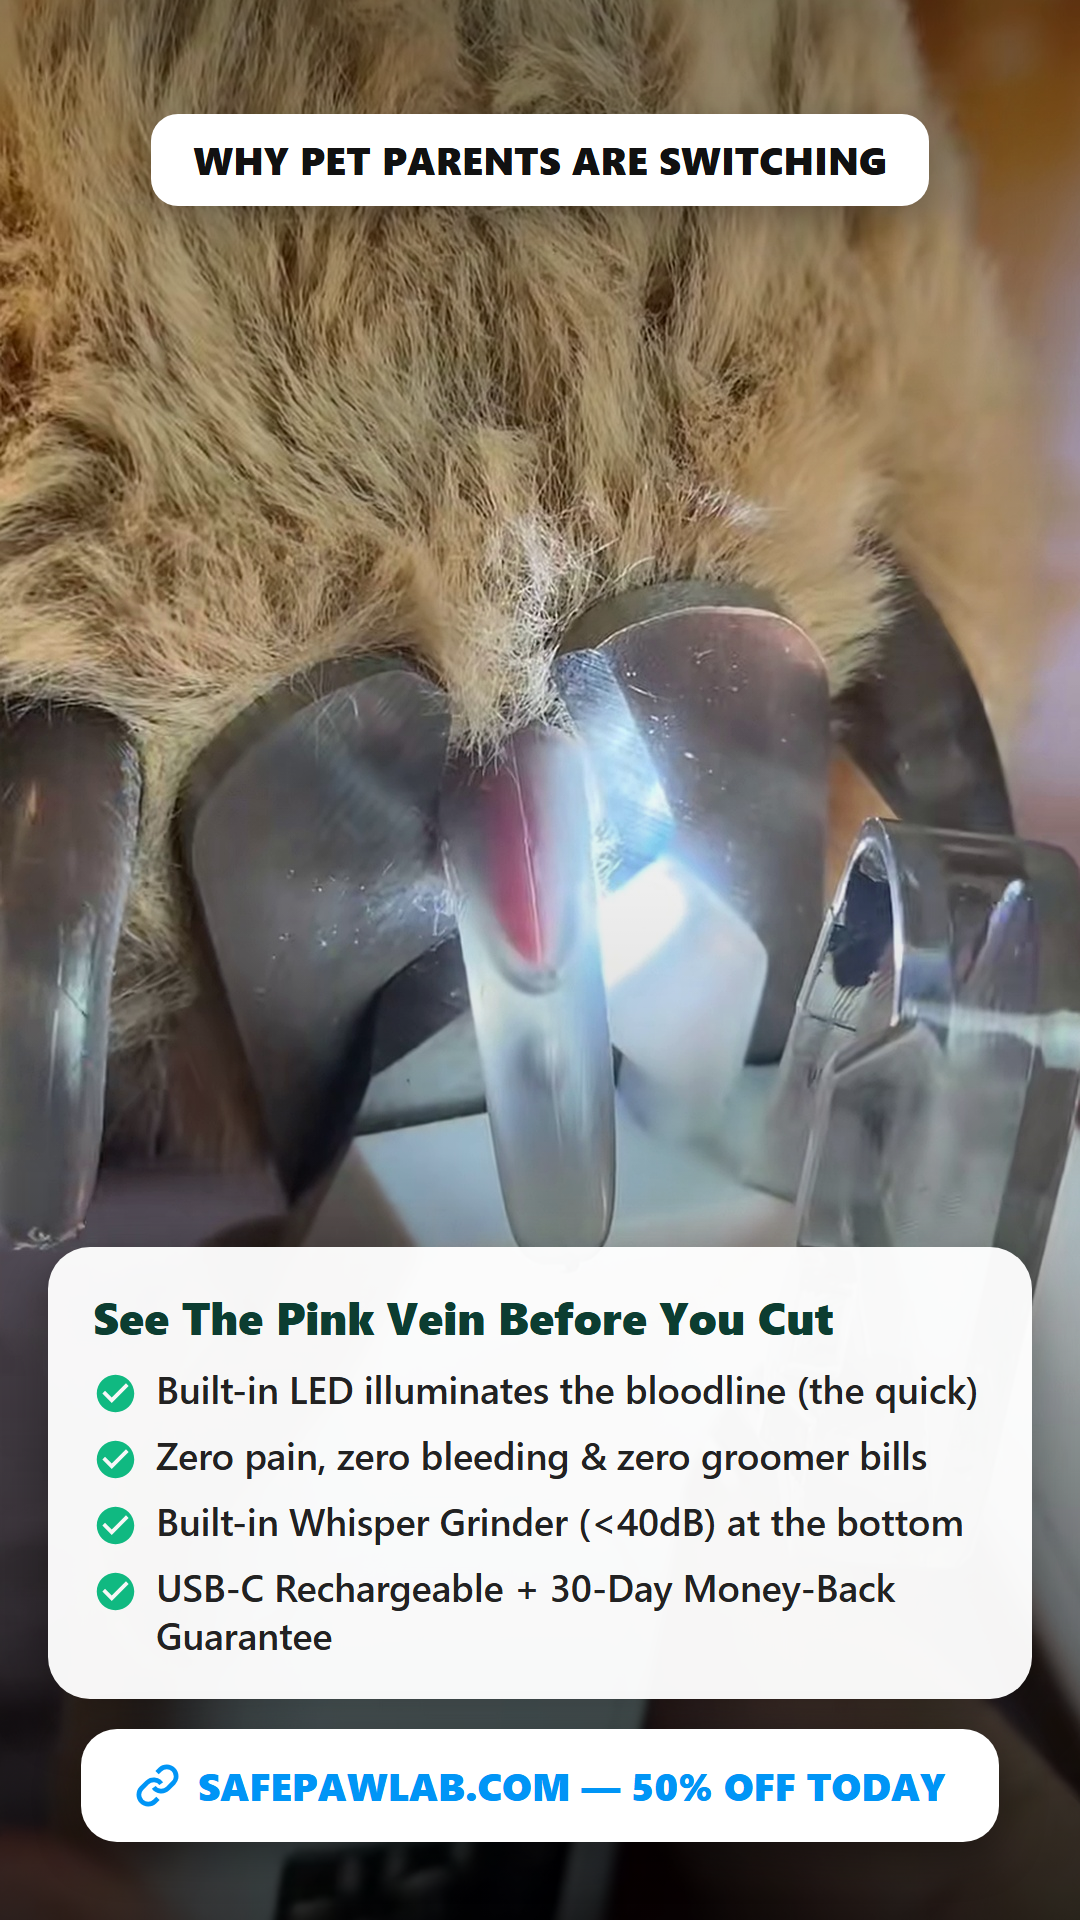 WHY PET PARENTS ARE SWITCHING
See The Pink Vein Before You Cut
Built-in LED illuminates the bloodline (the quick)
Zero pain, zero bleeding & zero groomer bills
Built-in Whisper Grinder (<40dB) at the bottom
USB-C Rechargeable + 30-Day Money-Back
Guarantee
SAFEPAWLAB.COM — 50% OFF TODAY